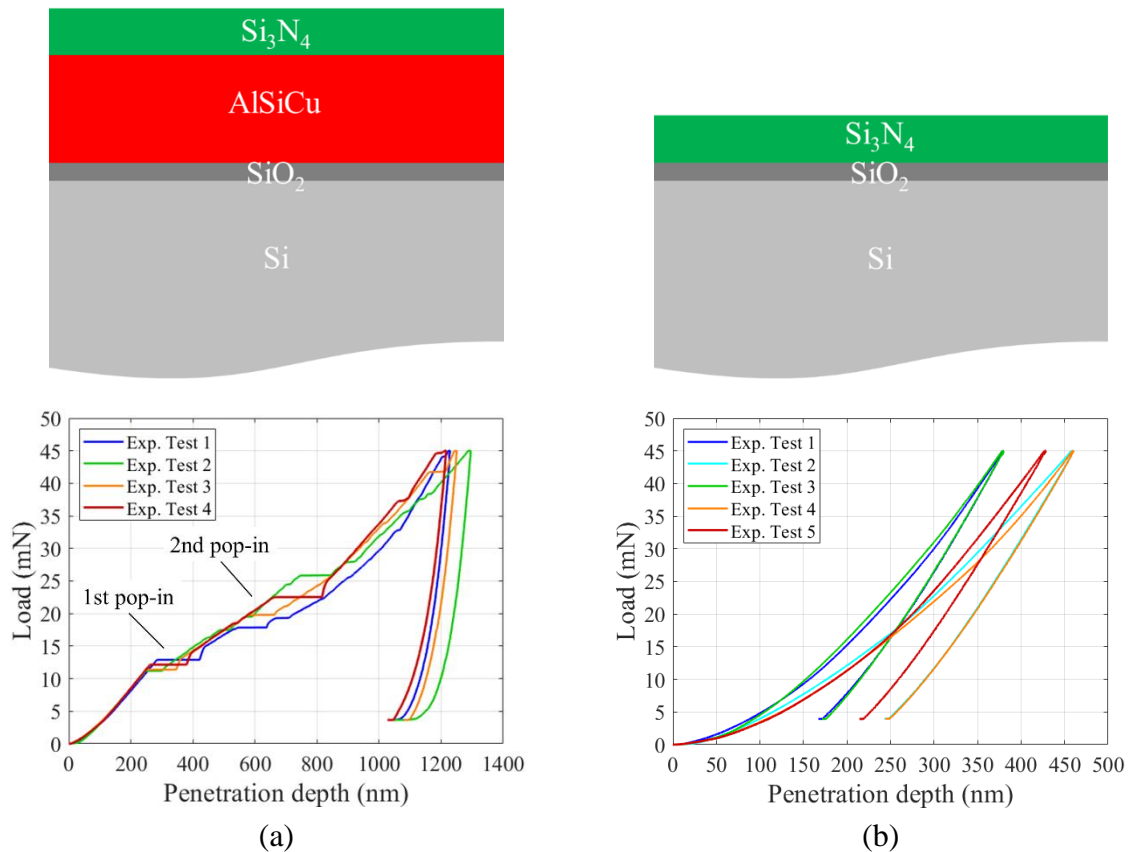 Si₃N₄
AlSiCu
SiO₂
Si
50
45
40
35
30
25
20
15
10
5
0
Load (mN)
Exp. Test 1
Exp. Test 2
Exp. Test 3
Exp. Test 4
2nd pop-in
1st pop-in
0 200 400 600 800 1000 1200 1400
Penetration depth (nm)
(a)
Si₃N₄
SiO₂
Si
50
45
40
35
30
25
20
15
10
5
0
Load (mN)
Exp. Test 1
Exp. Test 2
Exp. Test 3
Exp. Test 4
Exp. Test 5
0 50 100 150 200 250 300 350 400 450 500
Penetration depth (nm)
(b)